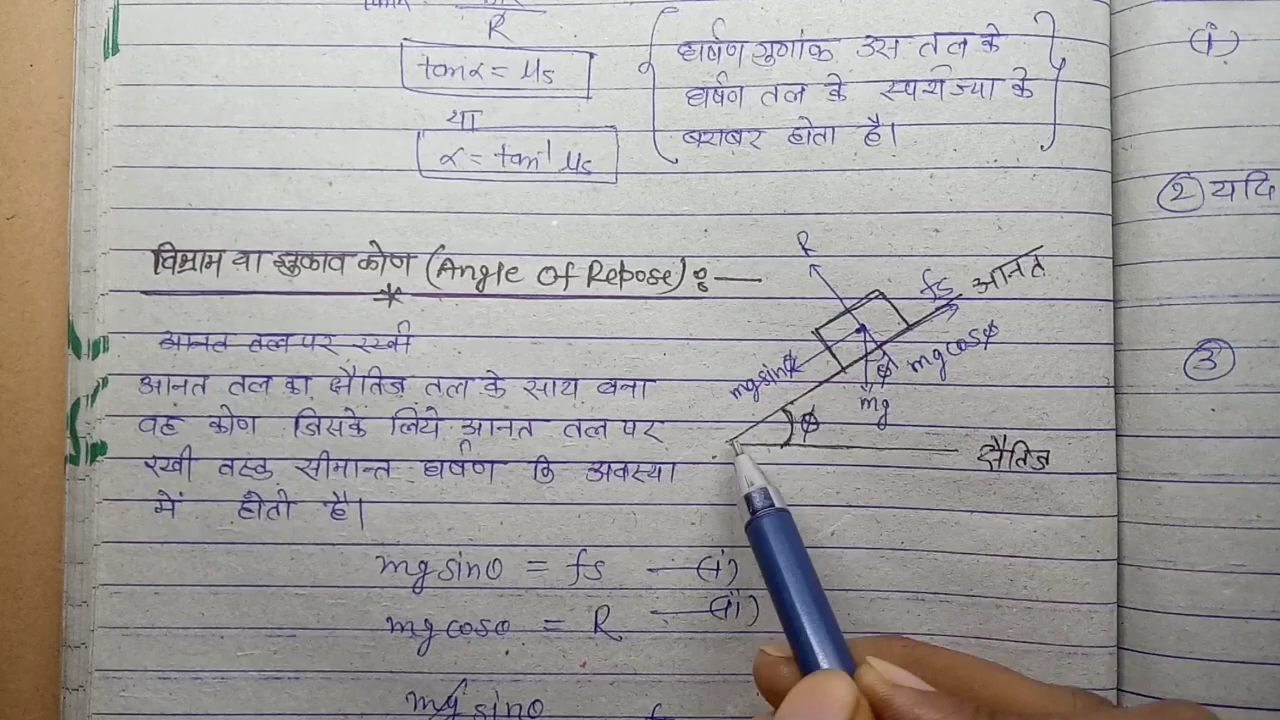 R
tanα = μs
या
α = tan⁻¹ μs
घर्षण गुणांक उस तल के
घर्षण तल के स्पर्शज्या के
बराबर होता है।
(i)
② यदि
③
विश्राम या झुकाव कोण (Angle Of Repose) :—
आनत तल पर रखी
आनत तल का क्षैतिज तल के साथ बना
वह कोण जिसके लिये आनत तल पर
रखी वस्तु सीमान्त घर्षण कि अवस्था
में होती है।
R
fs आनत
mg sinϕ
mg cosϕ
ϕ
mg
ϕ
क्षैतिज
mg sinθ = fs —(i)
mg cosθ = R —(ii)
mg sinθ